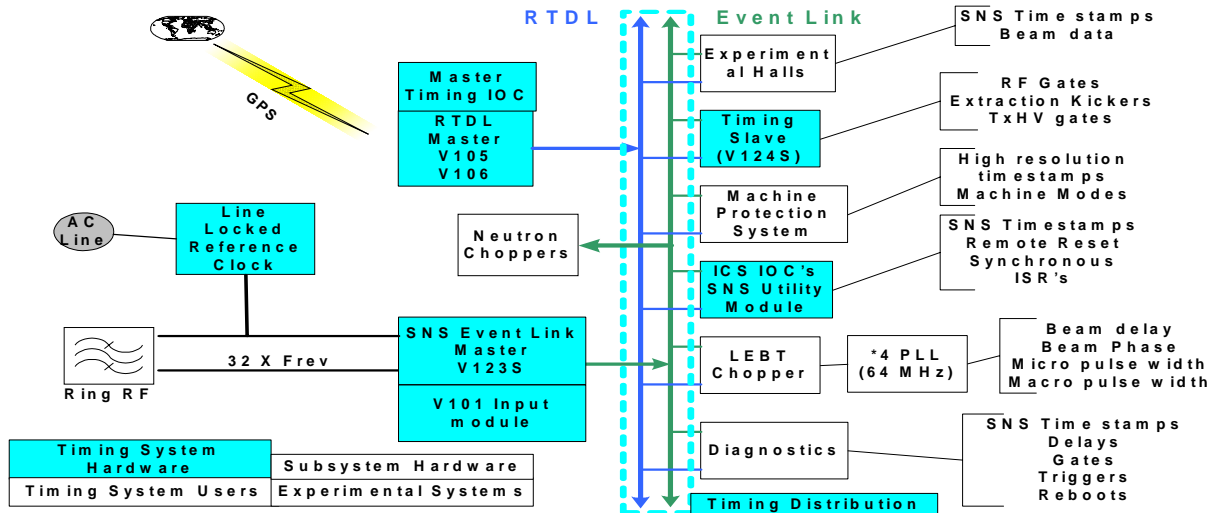 RTDL
Event Link
GPS
Master
Timing IOC
RTDL
Master
V105
V106
AC
Line
Line
Locked
Reference
Clock
Neutron
Choppers
Ring RF
32 X Frev
SNS Event Link
Master
V123S
V101 Input
module
Timing System
Hardware
Subsystem Hardware
Timing System Users
Experimental Systems
Experiment
al Halls
SNS Time stamps
Beam data
Timing
Slave
(V124S)
RF Gates
Extraction Kickers
TxHV gates
Machine
Protection
System
High resolution
timestamps
Machine Modes
ICS IOC's
SNS Utility
Module
SNS Timestamps
Remote Reset
Synchronous
ISR's
LEBT
Chopper
*4 PLL
(64 MHz)
Beam delay
Beam Phase
Micro pulse width
Macro pulse width
Diagnostics
SNS Time stamps
Delays
Gates
Triggers
Reboots
Timing Distribution